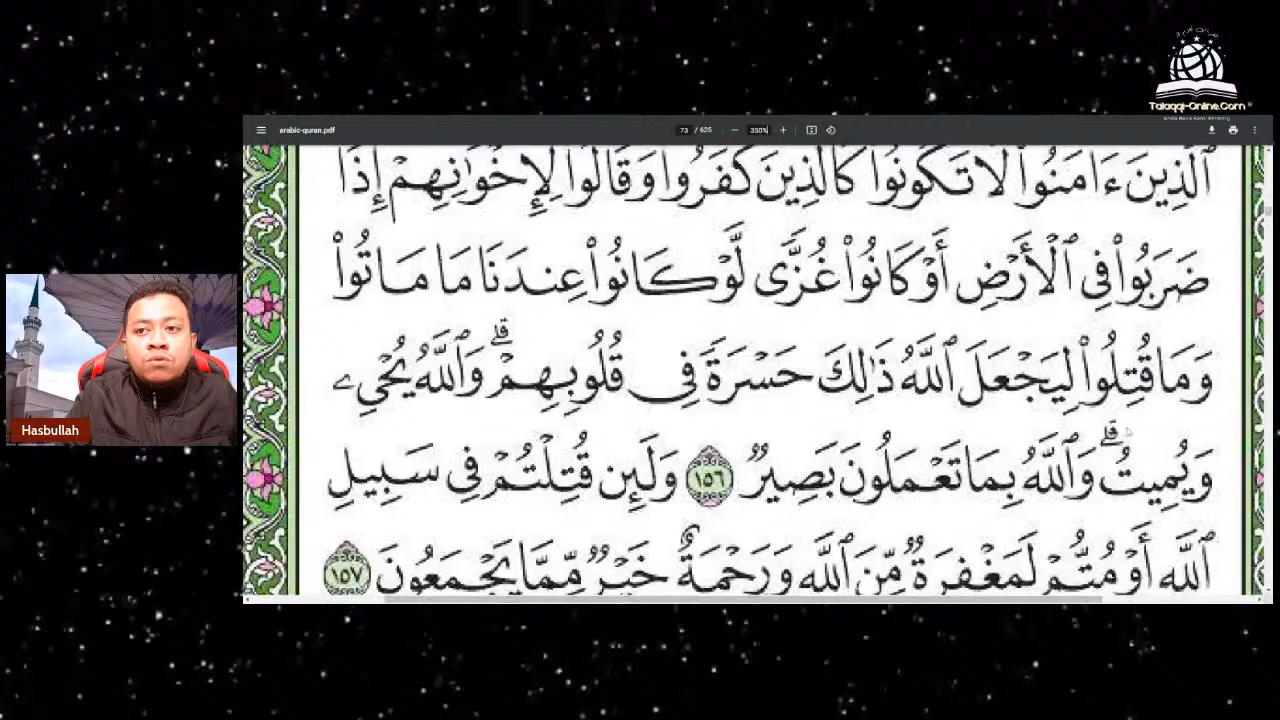 Talaqqi-Online.Com
arabic-quran.pdf
73 / 625
350%
ٱلَّذِينَ ءَامَنُوا۟ لَا تَكُونُوا۟ كَٱلَّذِينَ كَفَرُوا۟ وَقَالُوا۟ لِإِخْوَٰنِهِمْ إِذَا
ضَرَبُوا۟ فِى ٱلْأَرْضِ أَوْ كَانُوا۟ غُزًّى لَّوْ كَانُوا۟ عِندَنَا مَا مَاتُوا۟
وَمَا قُتِلُوا۟ لِيَجْعَلَ ٱللَّهُ ذَٰلِكَ حَسْرَةً فِى قُلُوبِهِمْ ۗ وَٱللَّهُ يُحْىِۦ
وَيُمِيتُ ۗ وَٱللَّهُ بِمَا تَعْمَلُونَ بَصِيرٌ ١٥٦ وَلَئِن قُتِلْتُمْ فِى سَبِيلِ
ٱللَّهِ أَوْ مُتُّمْ لَمَغْفِرَةٌ مِّنَ ٱللَّهِ وَرَحْمَةٌ خَيْرٌ مِّمَّا يَجْمَعُونَ ١٥٧
Hasbullah